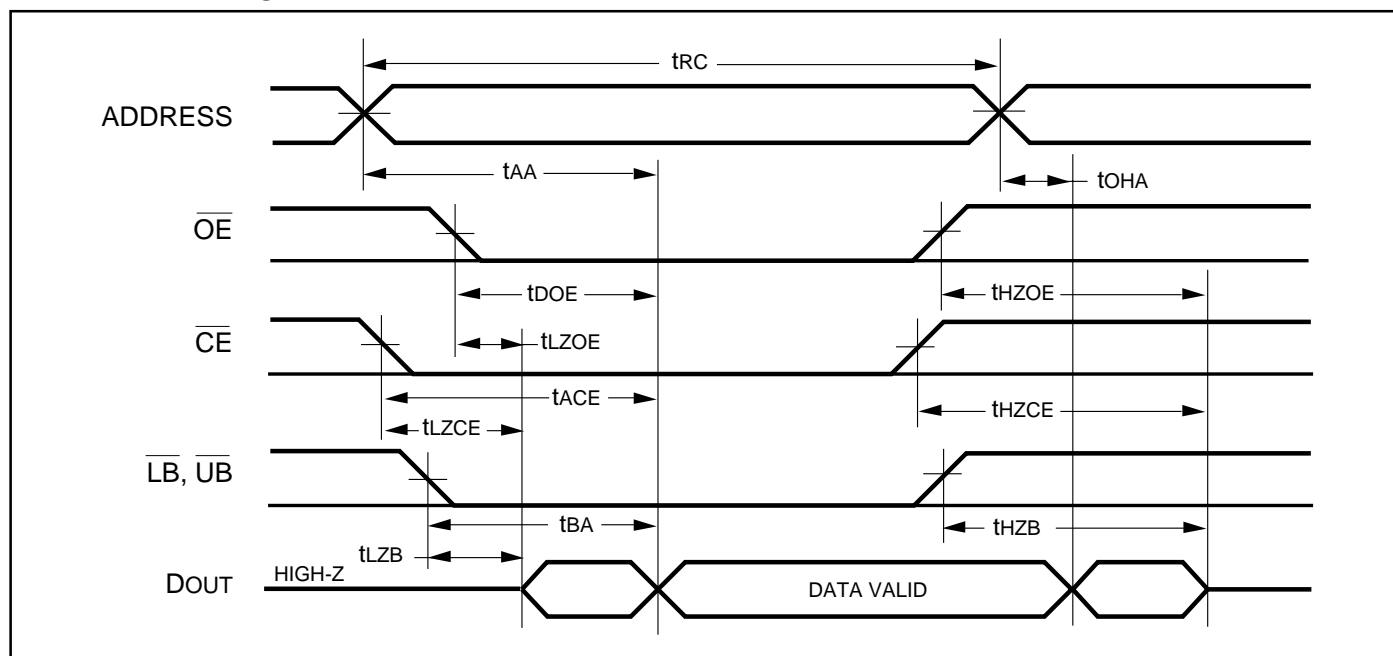 tRC
ADDRESS
tAA
tOHA
OE
tDOE
tHZOE
CE
tLZOE
tACE
tHZCE
tLZCE
LB, UB
tBA
tHZB
tLZB
DOUT
HIGH-Z
DATA VALID